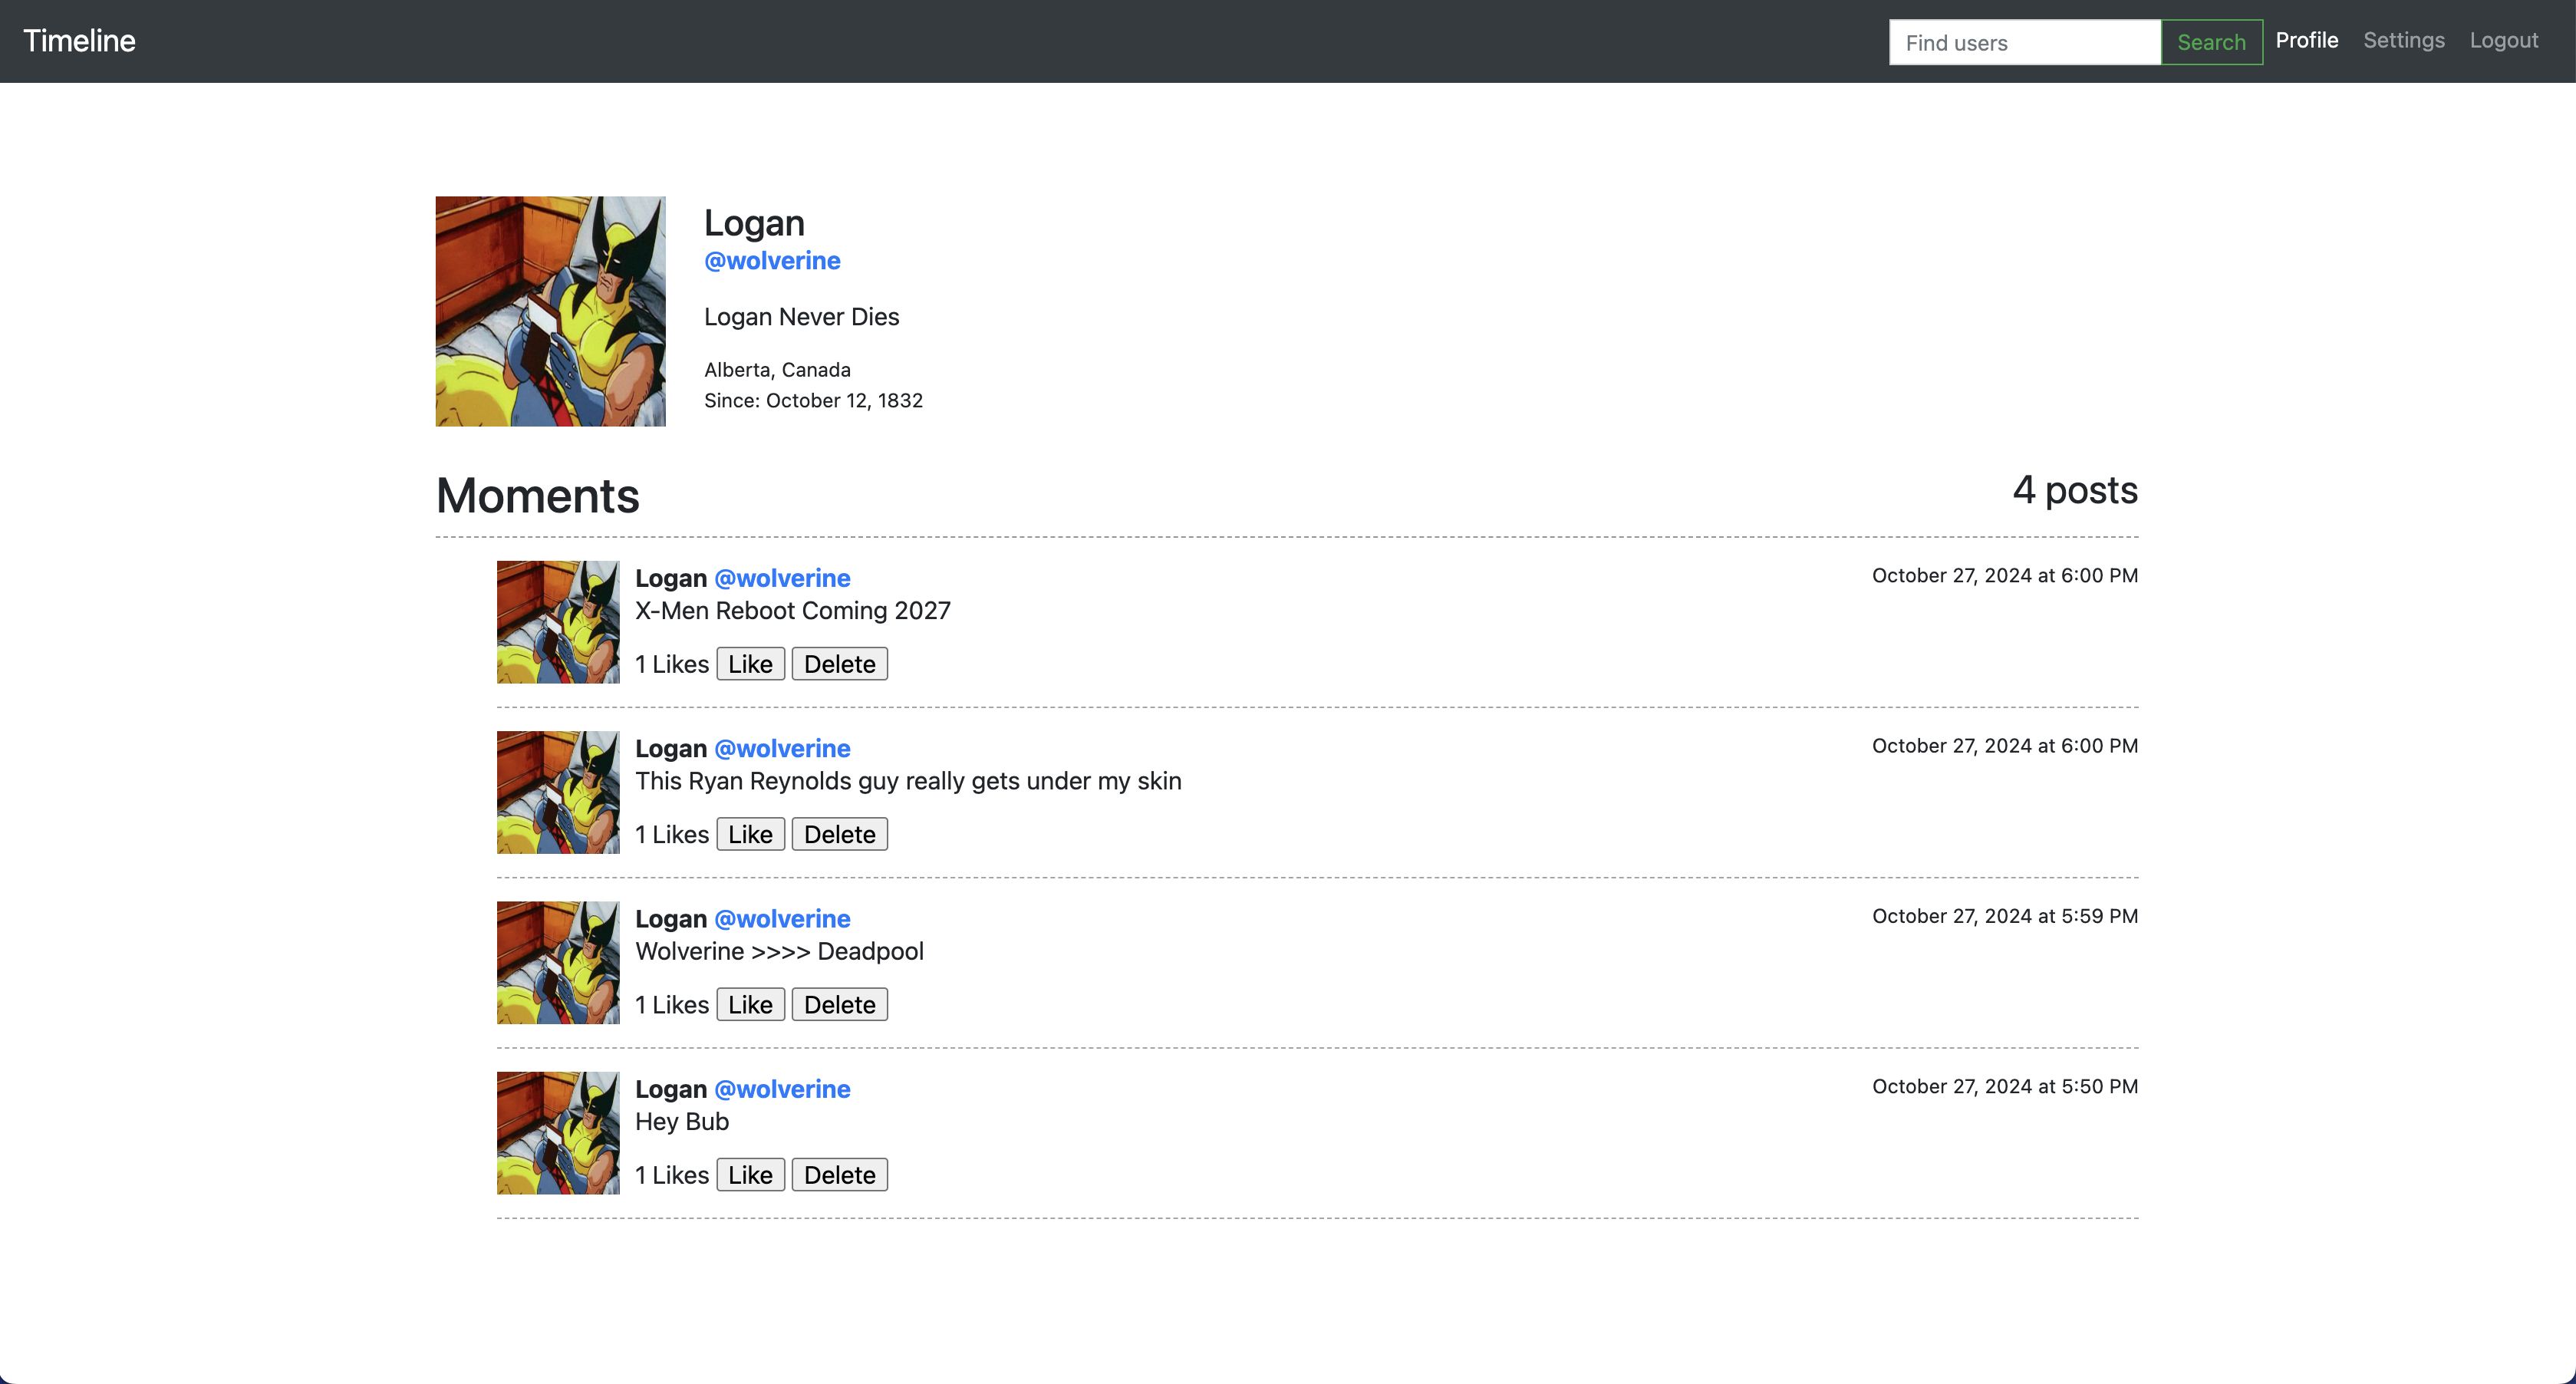 Timeline
Find users Search Profile Settings Logout
Logan
@wolverine
Logan Never Dies
Alberta, Canada
Since: October 12, 1832
Moments
4 posts
Logan @wolverine
October 27, 2024 at 6:00 PM
X-Men Reboot Coming 2027
1 Likes Like Delete
Logan @wolverine
October 27, 2024 at 6:00 PM
This Ryan Reynolds guy really gets under my skin
1 Likes Like Delete
Logan @wolverine
October 27, 2024 at 5:59 PM
Wolverine >>>> Deadpool
1 Likes Like Delete
Logan @wolverine
October 27, 2024 at 5:50 PM
Hey Bub
1 Likes Like Delete